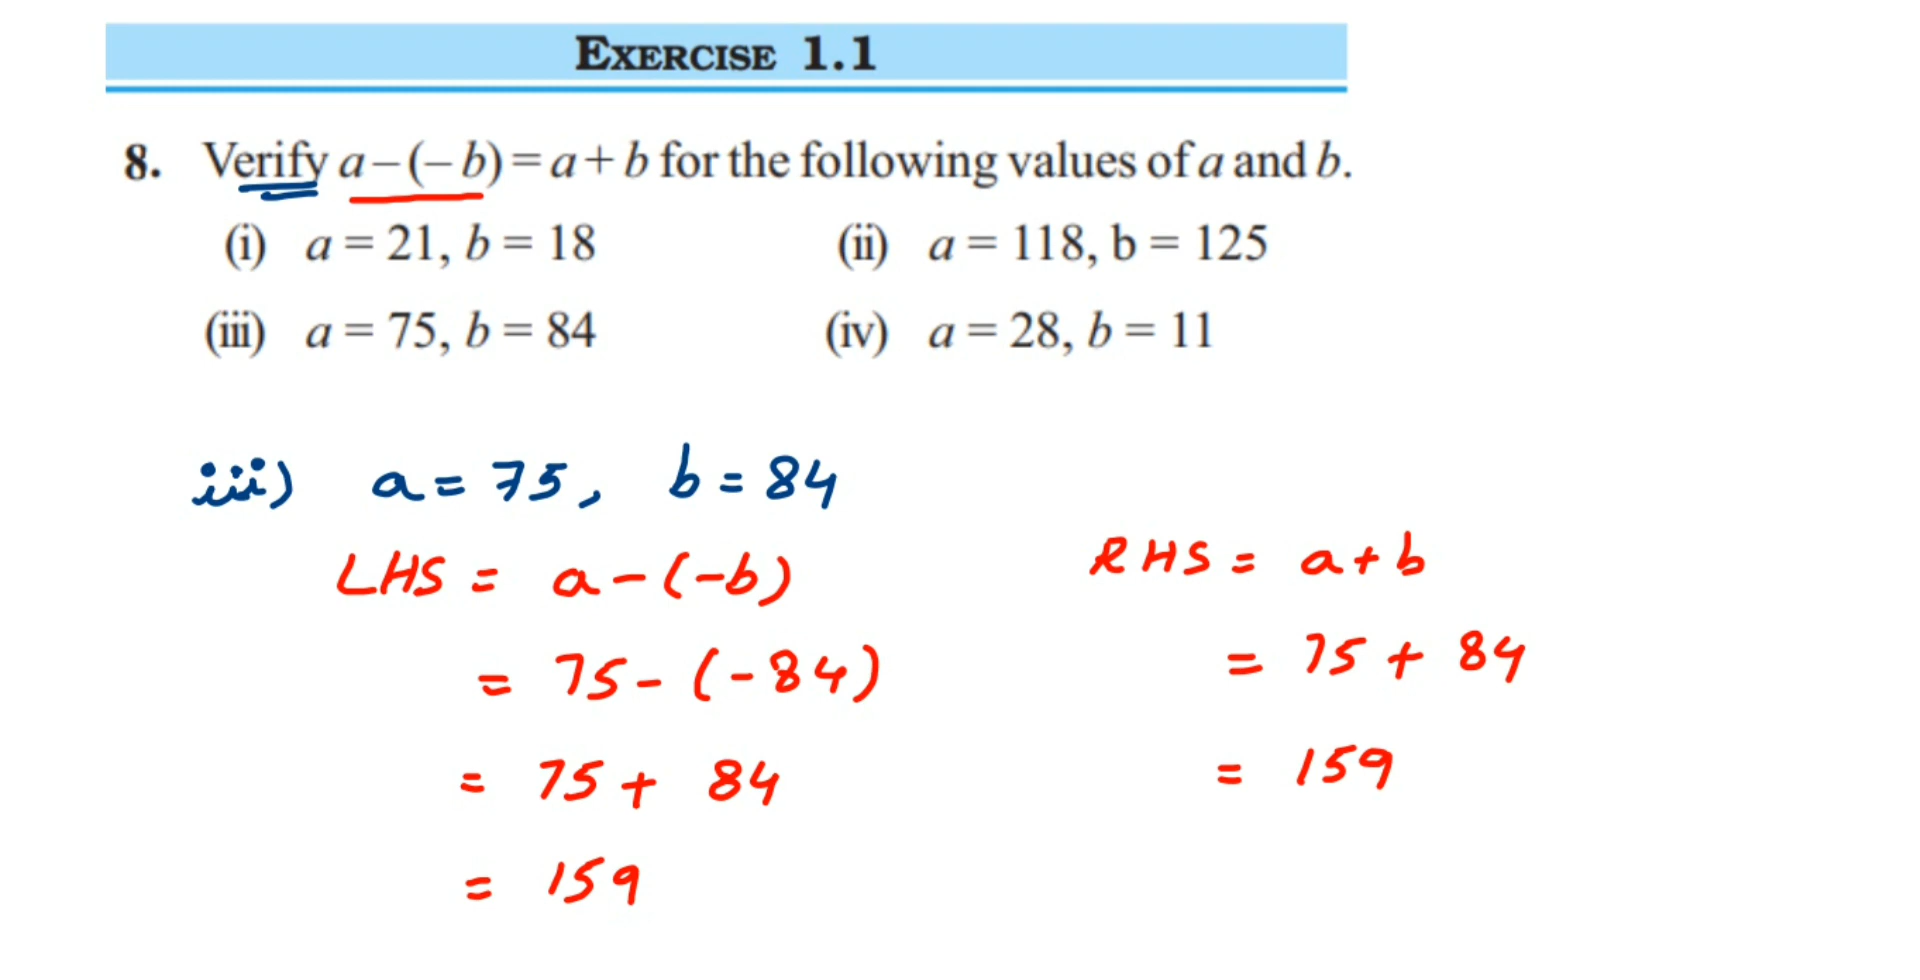 EXERCISE 1.1
8. Verify a–(–b)=a+b for the following values of a and b.
(i) a = 21, b = 18 (ii) a = 118, b = 125
(iii) a = 75, b = 84 (iv) a = 28, b = 11
iii) a = 75, b = 84
LHS = a-(-b)
= 75-(-84)
= 75+ 84
= 159
RHS = a+b
= 75 + 84
= 159